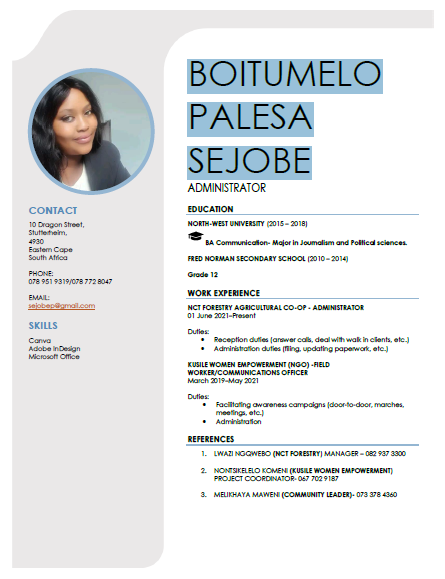 BOITUMELO
PALESA
SEJOBE
ADMINISTRATOR
CONTACT
10 Dragon Street,
Stutterheim,
4930
Eastern Cape
South Africa
PHONE:
078 951 9319/078 772 8047
EMAIL:
sejobep@gmail.com
SKILLS
Canva
Adobe InDesign
Microsoft Office
EDUCATION
NORTH-WEST UNIVERSITY (2015 – 2018)
BA Communication- Major in Journalism and Political sciences.
FRED NORMAN SECONDARY SCHOOL (2010 – 2014)
Grade 12
WORK EXPERIENCE
NCT FORESTRY AGRICULTURAL CO-OP - ADMINISTRATOR
01 June 2021–Present
Duties:
• Reception duties (answer calls, deal with walk in clients, etc.)
• Administration duties (filing, updating paperwork, etc.)
KUSILE WOMEN EMPOWERMENT (NGO) -FIELD
WORKER/COMMUNICATIONS OFFICER
March 2019–May 2021
Duties:
• Facilitating awareness campaigns (door-to-door, marches,
meetings, etc.)
• Administration
REFERENCES
1. LWAZI NGQWEBO (NCT FORESTRY) MANAGER – 082 937 3300
2. NONTSIKELELO KOMENI (KUSILE WOMEN EMPOWERMENT)
PROJECT COORDINATOR- 067 702 9187
3. MELIKHAYA MAWENI (COMMUNITY LEADER)- 073 378 4360